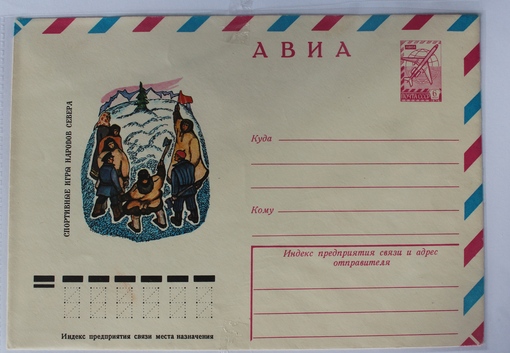 АВИА
СПОРТИВНЫЕ ИГРЫ НАРОДОВ СЕВЕРА
Куда
Кому
Индекс предприятия связи и адрес
отправителя
Индекс предприятия связи места назначения